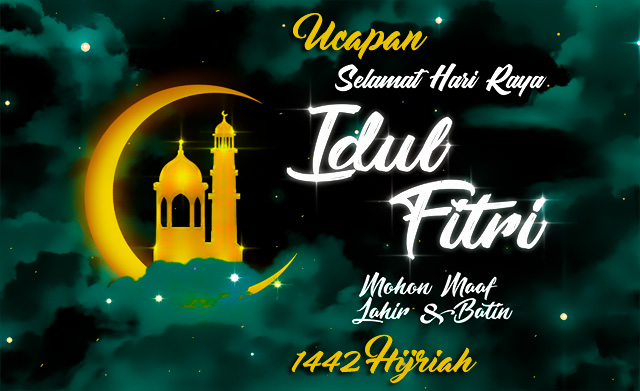 Ucapan
Selamat Hari Raya
Idul
Fitri
Mohon Maaf
Lahir & Batin
1442 Hijriah